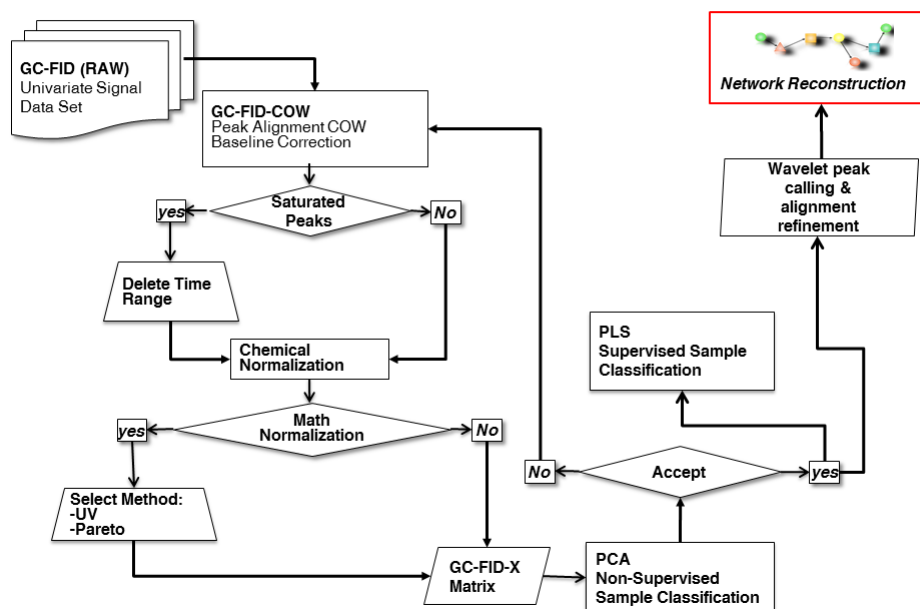 GC-FID (RAW)
Univariate Signal
Data Set
GC-FID-COW
Peak Alignment COW
Baseline Correction
Saturated
Peaks
yes
No
Delete Time
Range
Chemical
Normalization
Math
Normalization
yes
No
Select Method:
-UV
-Pareto
GC-FID-X
Matrix
PCA
Non-Supervised
Sample Classification
Accept
No
yes
PLS
Supervised Sample
Classification
Wavelet peak
calling &
alignment
refinement
Network Reconstruction